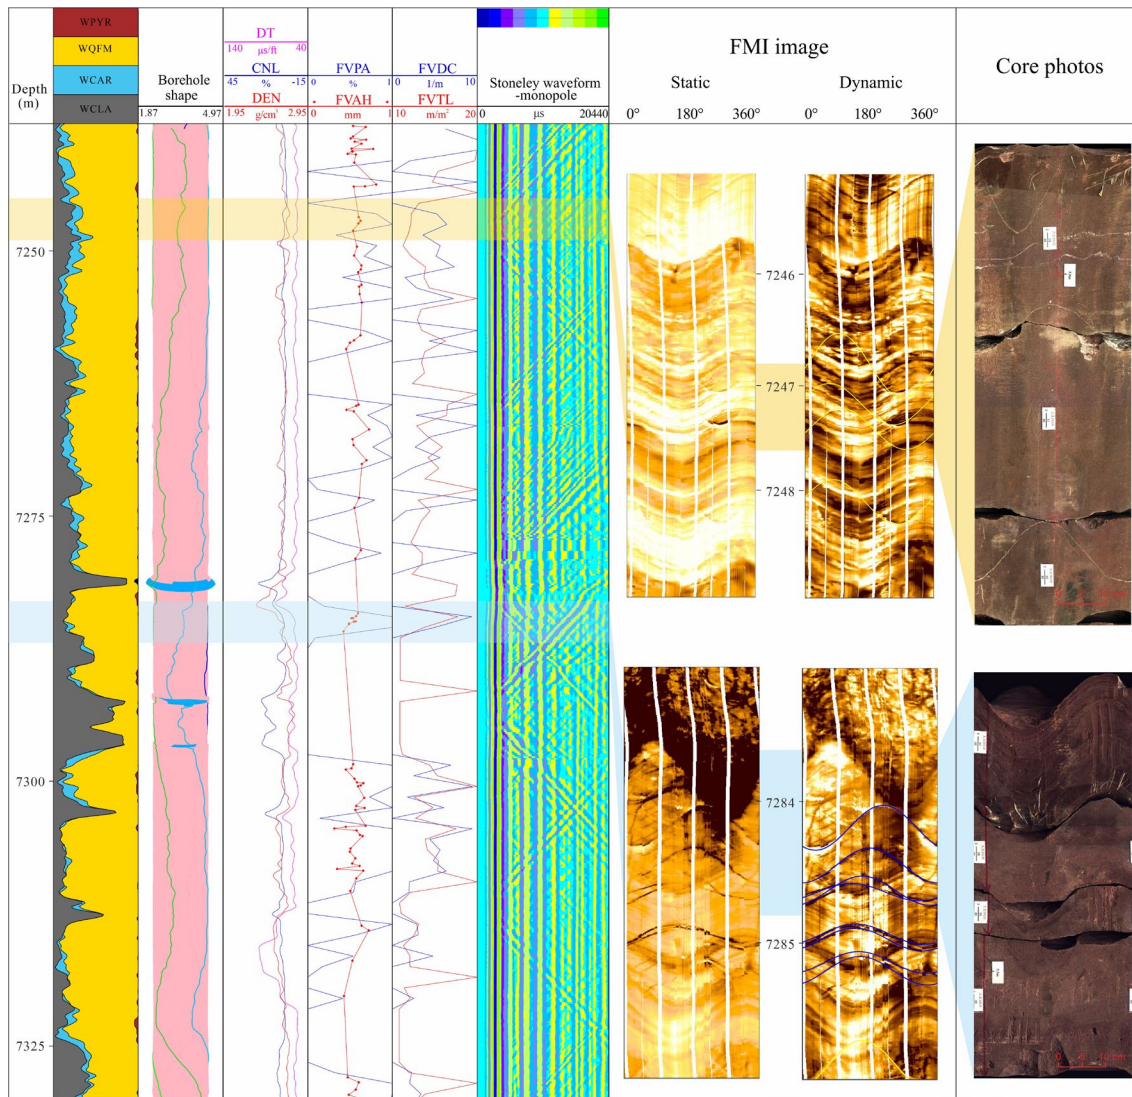 Depth
(m)
WPYR
WQFM
WCAR
WCLA
Borehole
shape
1.87 4.97
DT
140 μs/ft 40
CNL
45 % -15
DEN
1.95 g/cm³ 2.95
FVPA
0 % 1
FVAH
0 mm 1
FVDC
0 1/m 10
FVTL
10 m/m² 20
Stoneley waveform
-monopole
0 μs 20440
FMI image
Static Dynamic
0° 180° 360° 0° 180° 360°
Core photos
7250
7275
7300
7325
7246
7247
7248
7284
7285